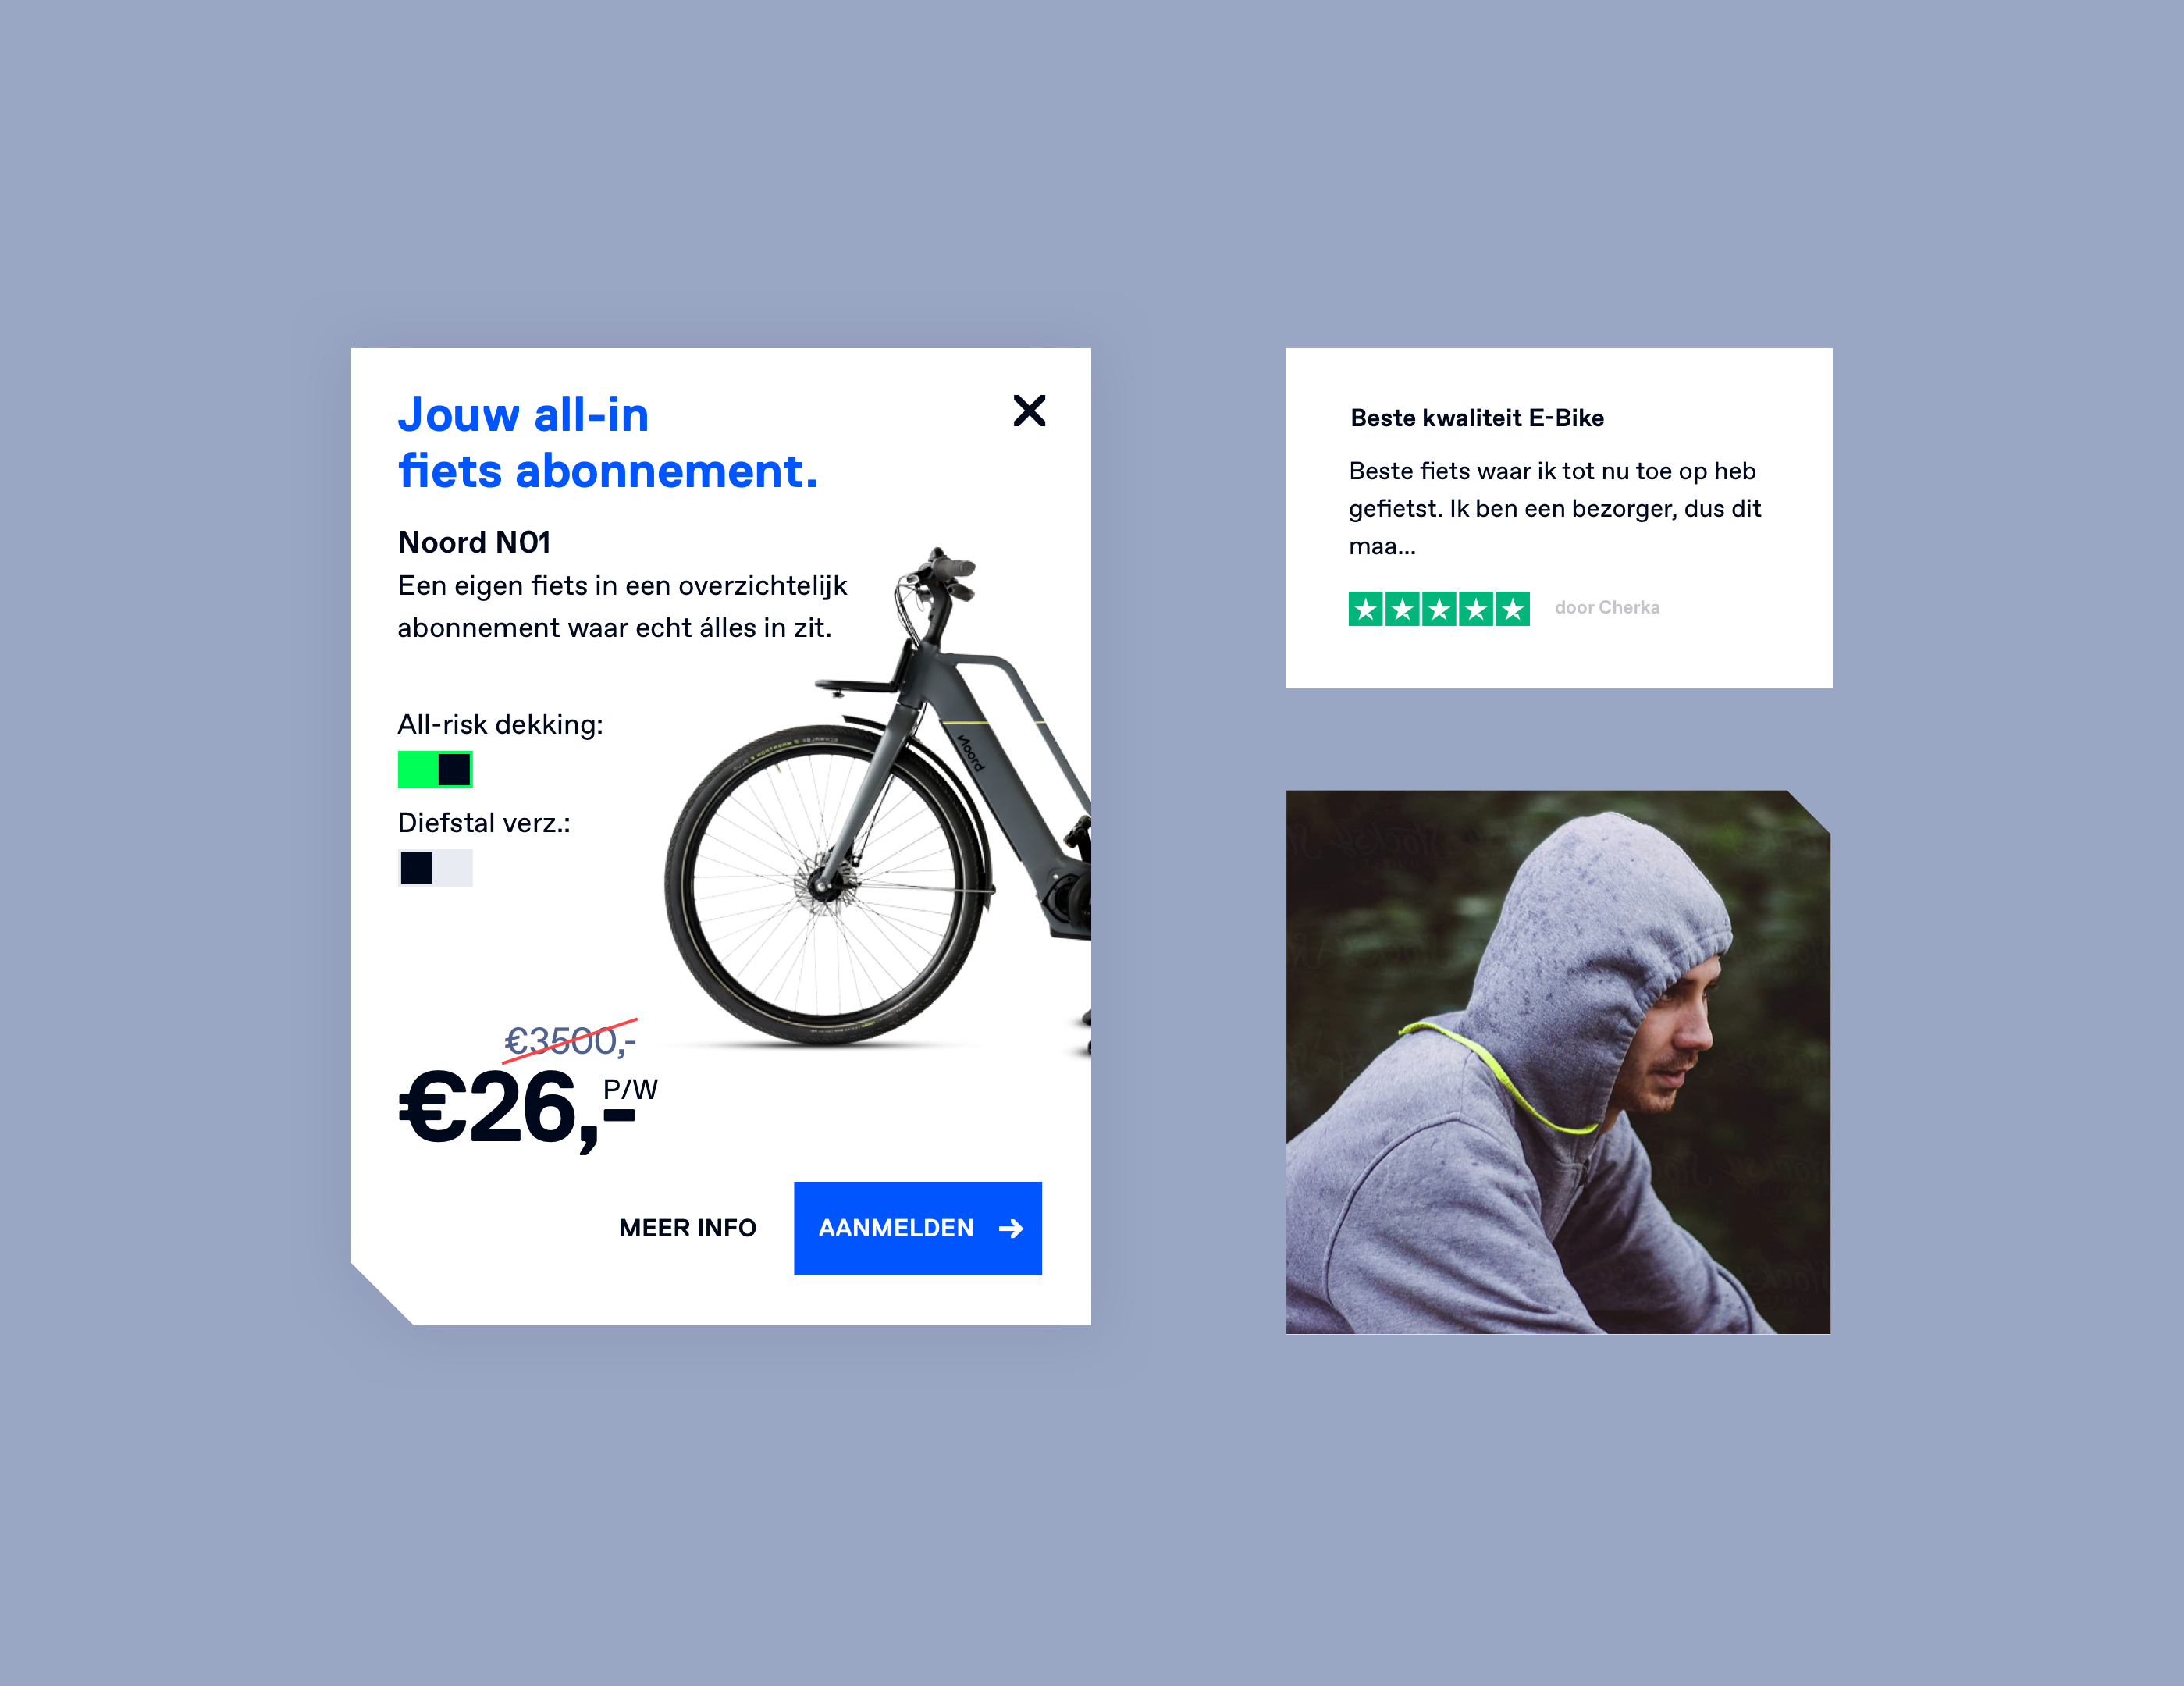 Jouw all-in
fiets abonnement.
Noord N01
Een eigen fiets in een overzichtelijk
abonnement waar echt álles in zit.
All-risk dekking:
Diefstal verz.:
Noord
€3500,-
€26,-
P/W
MEER INFO
AANMELDEN
Beste kwaliteit E-Bike
Beste fiets waar ik tot nu toe op heb
gefietst. Ik ben een bezorger, dus dit
maa...
door Cherka